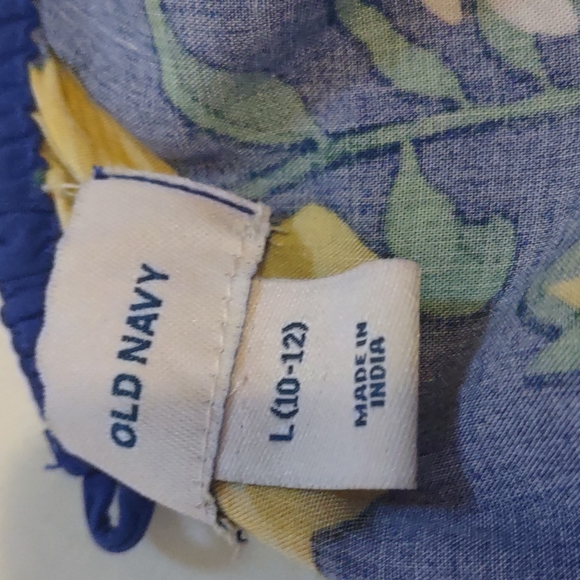 OLD NAVY
L (10-12)
MADE IN
INDIA